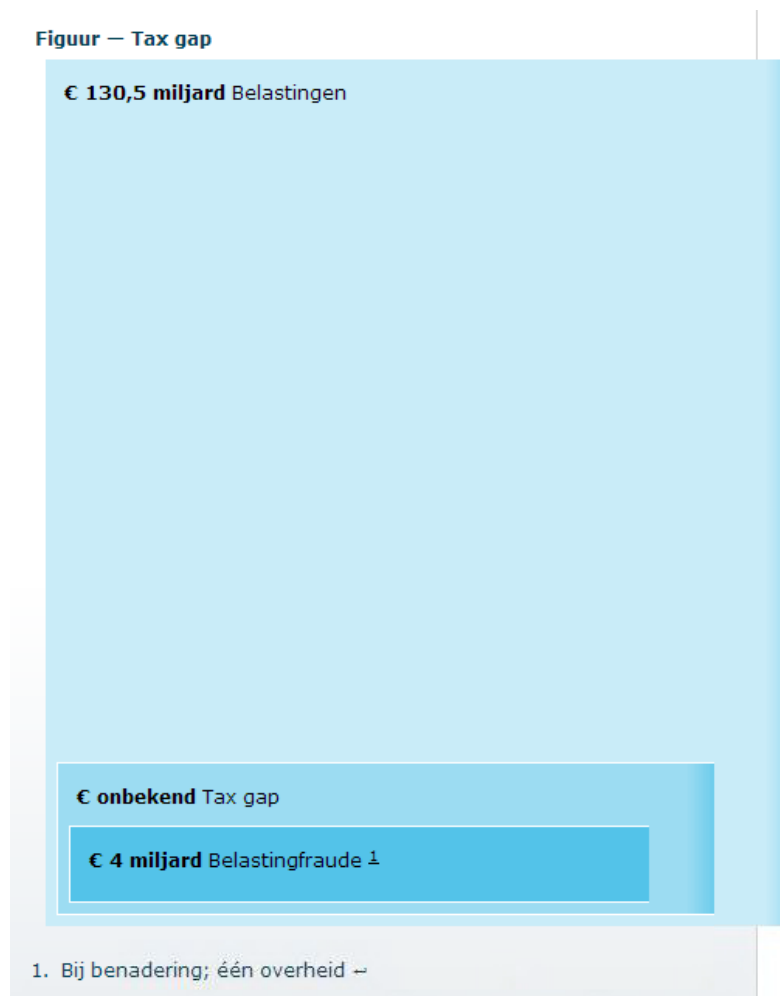 Figuur — Tax gap
€ 130,5 miljard Belastingen
€ onbekend Tax gap
€ 4 miljard Belastingfraude 1
1. Bij benadering; één overheid ↩